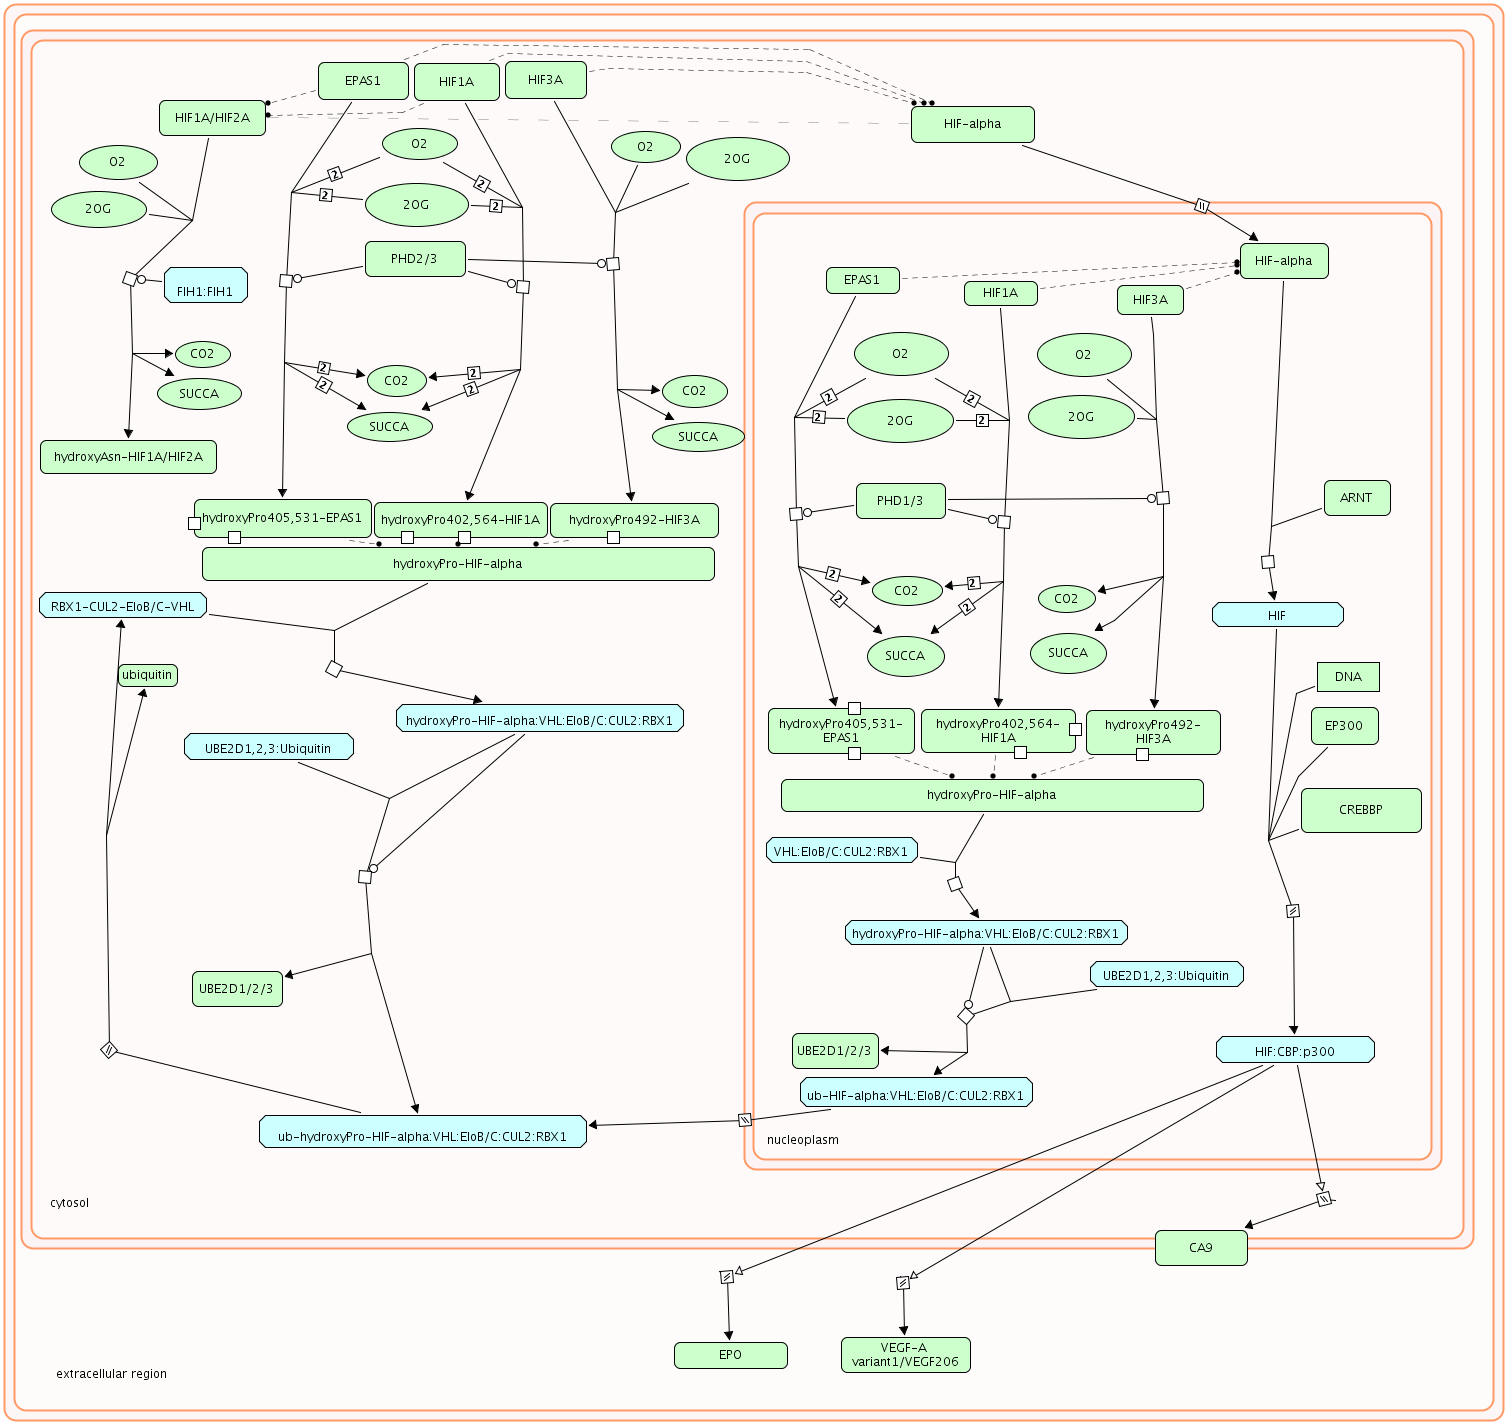 EPAS1
HIF1A
HIF3A
HIF1A/HIF2A
HIF-alpha
O2
O2
O2
2OG
2OG
2OG
2
2
2
2
PHD2/3
FIH1:FIH1
CO2
SUCCA
2
2
2
2
CO2
SUCCA
CO2
SUCCA
hydroxyAsn-HIF1A/HIF2A
hydroxyPro405,531-EPAS1
hydroxyPro402,564-HIF1A
hydroxyPro492-HIF3A
hydroxyPro-HIF-alpha
RBX1-CUL2-EloB/C-VHL
ubiquitin
hydroxyPro-HIF-alpha:VHL:EloB/C:CUL2:RBX1
UBE2D1,2,3:Ubiquitin
UBE2D1/2/3
ub-hydroxyPro-HIF-alpha:VHL:EloB/C:CUL2:RBX1
cytosol
HIF-alpha
EPAS1
HIF1A
HIF3A
O2
O2
2OG
2OG
2
2
2
2
PHD1/3
ARNT
2
2
2
2
CO2
SUCCA
CO2
SUCCA
HIF
DNA
EP300
CREBBP
hydroxyPro405,531-
EPAS1
hydroxyPro402,564-
HIF1A
hydroxyPro492-
HIF3A
hydroxyPro-HIF-alpha
VHL:EloB/C:CUL2:RBX1
hydroxyPro-HIF-alpha:VHL:EloB/C:CUL2:RBX1
UBE2D1,2,3:Ubiquitin
UBE2D1/2/3
ub-HIF-alpha:VHL:EloB/C:CUL2:RBX1
HIF:CBP:p300
nucleoplasm
CA9
EPO
VEGF-A
variant1/VEGF206
extracellular region